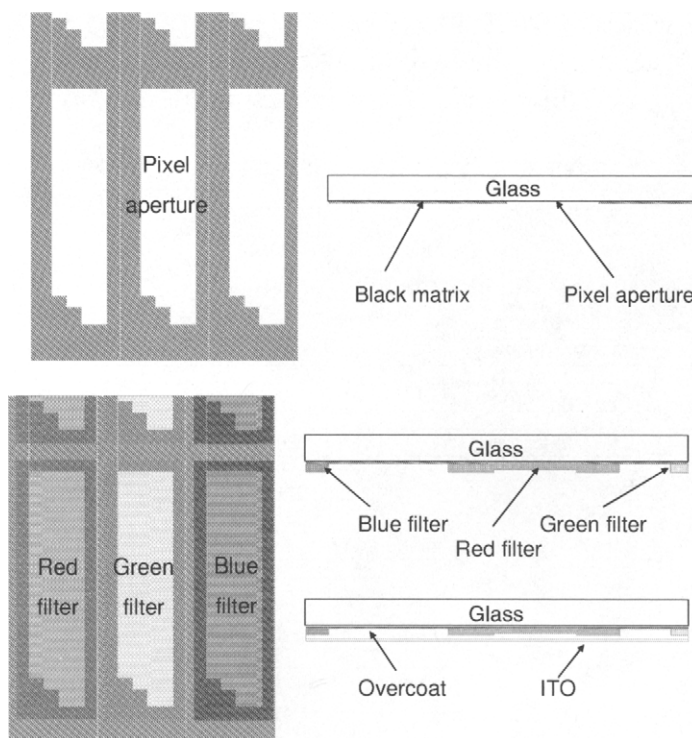 Pixel
aperture
Glass
Black matrix
Pixel aperture
Red
filter
Green
filter
Blue
filter
Glass
Blue filter
Green filter
Red filter
Glass
Overcoat
ITO